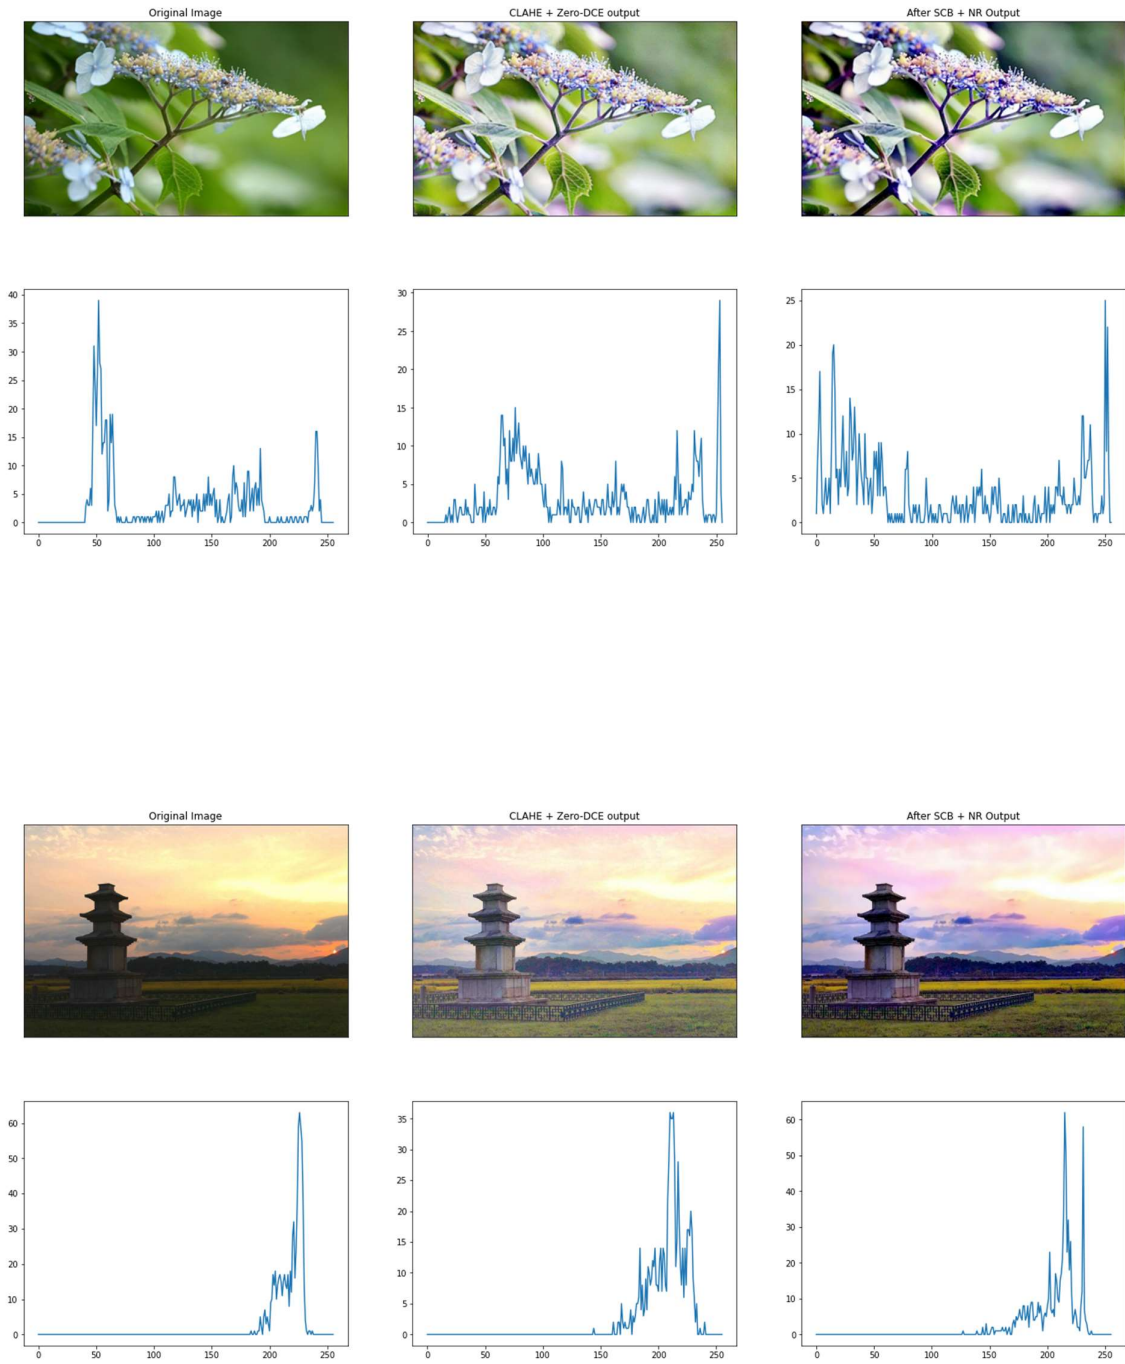 Original Image CLAHE + Zero-DCE output After SCB + NR Output
40 30 25
35 25 20
30 20 15
25 15 10
20 10 5
15 5 0
10 0
5
0
0 50 100 150 200 250 0 50 100 150 200 250 0 50 100 150 200 250
Original Image CLAHE + Zero-DCE output After SCB + NR Output
60 35 60
50 30 50
40 25 40
30 20 30
20 15 20
10 10 10
0 5 0
0
0 50 100 150 200 250 0 50 100 150 200 250 0 50 100 150 200 250